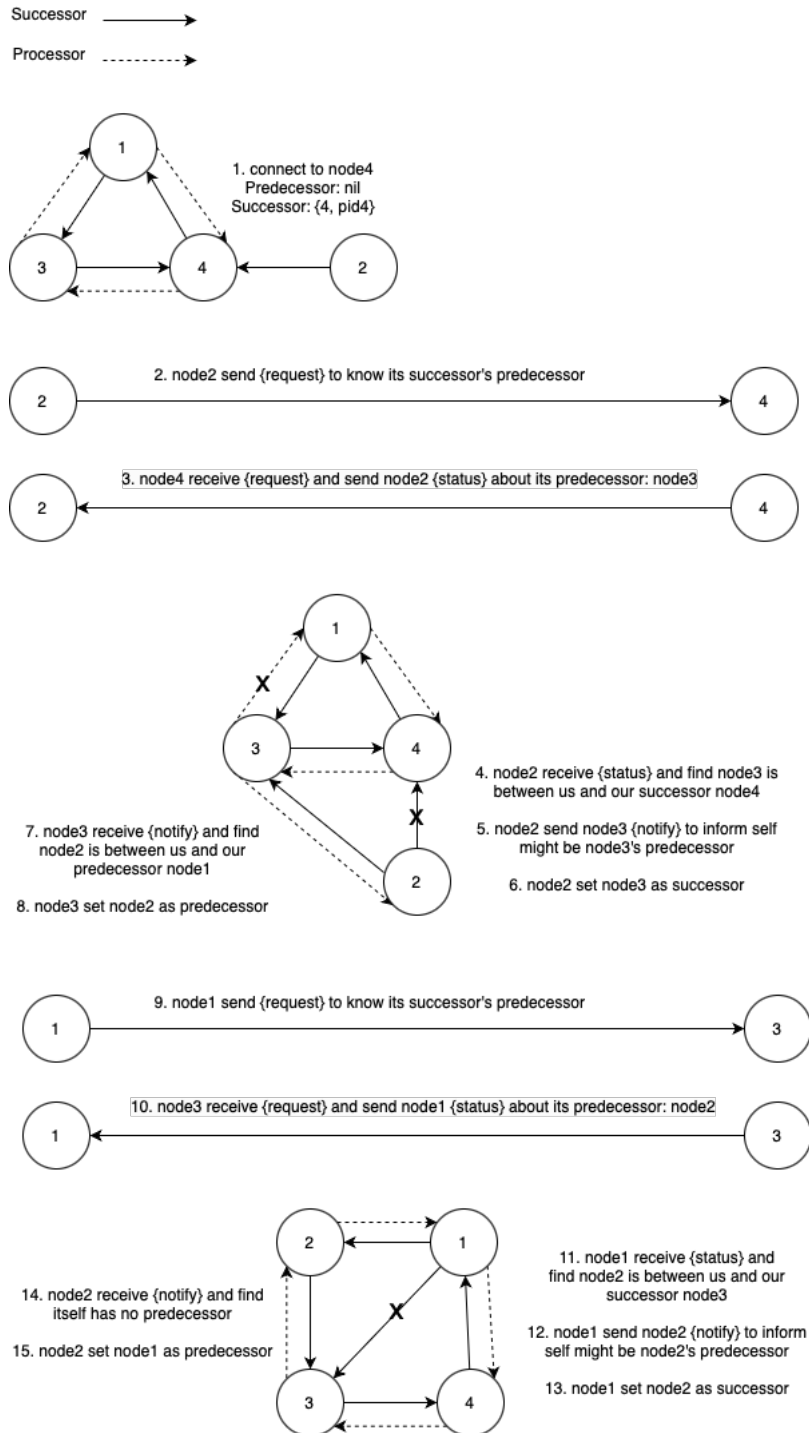 Successor
Processor
1
1. connect to node4
Predecessor: nil
Successor: {4, pid4}
3
4
2
2. node2 send {request} to know its successor's predecessor
2
4
3. node4 receive {request} and send node2 {status} about its predecessor: node3
2
4
1
X
3
4
4. node2 receive {status} and find node3 is
between us and our successor node4
X
5. node2 send node3 {notify} to inform self
might be node3's predecessor
6. node2 set node3 as successor
7. node3 receive {notify} and find
node2 is between us and our
predecessor node1
8. node3 set node2 as predecessor
2
9. node1 send {request} to know its successor's predecessor
1
3
10. node3 receive {request} and send node1 {status} about its predecessor: node2
1
3
2
1
11. node1 receive {status} and
find node2 is between us and our
successor node3
14. node2 receive {notify} and find
itself has no predecessor
X
12. node1 send node2 {notify} to inform
self might be node2's predecessor
15. node2 set node1 as predecessor
13. node1 set node2 as successor
3
4